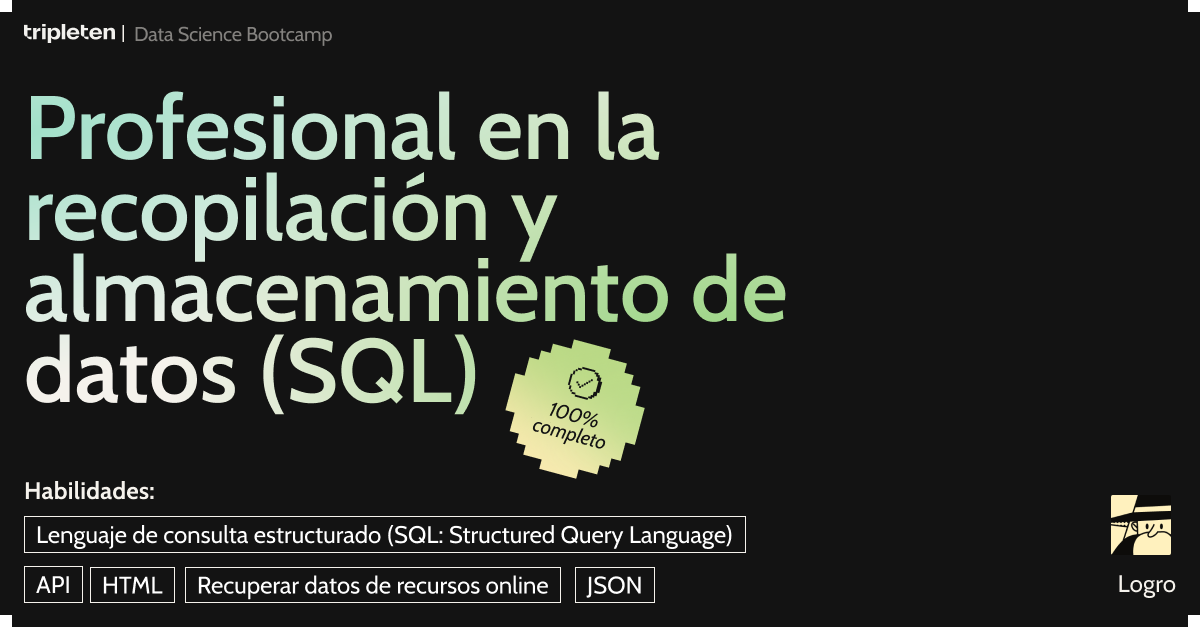 tripleten | Data Science Bootcamp
Profesional en la
recopilación y
almacenamiento de
datos (SQL)
100%
completo
Habilidades:
Lenguaje de consulta estructurado (SQL: Structured Query Language)
API HTML Recuperar datos de recursos online JSON
Logro